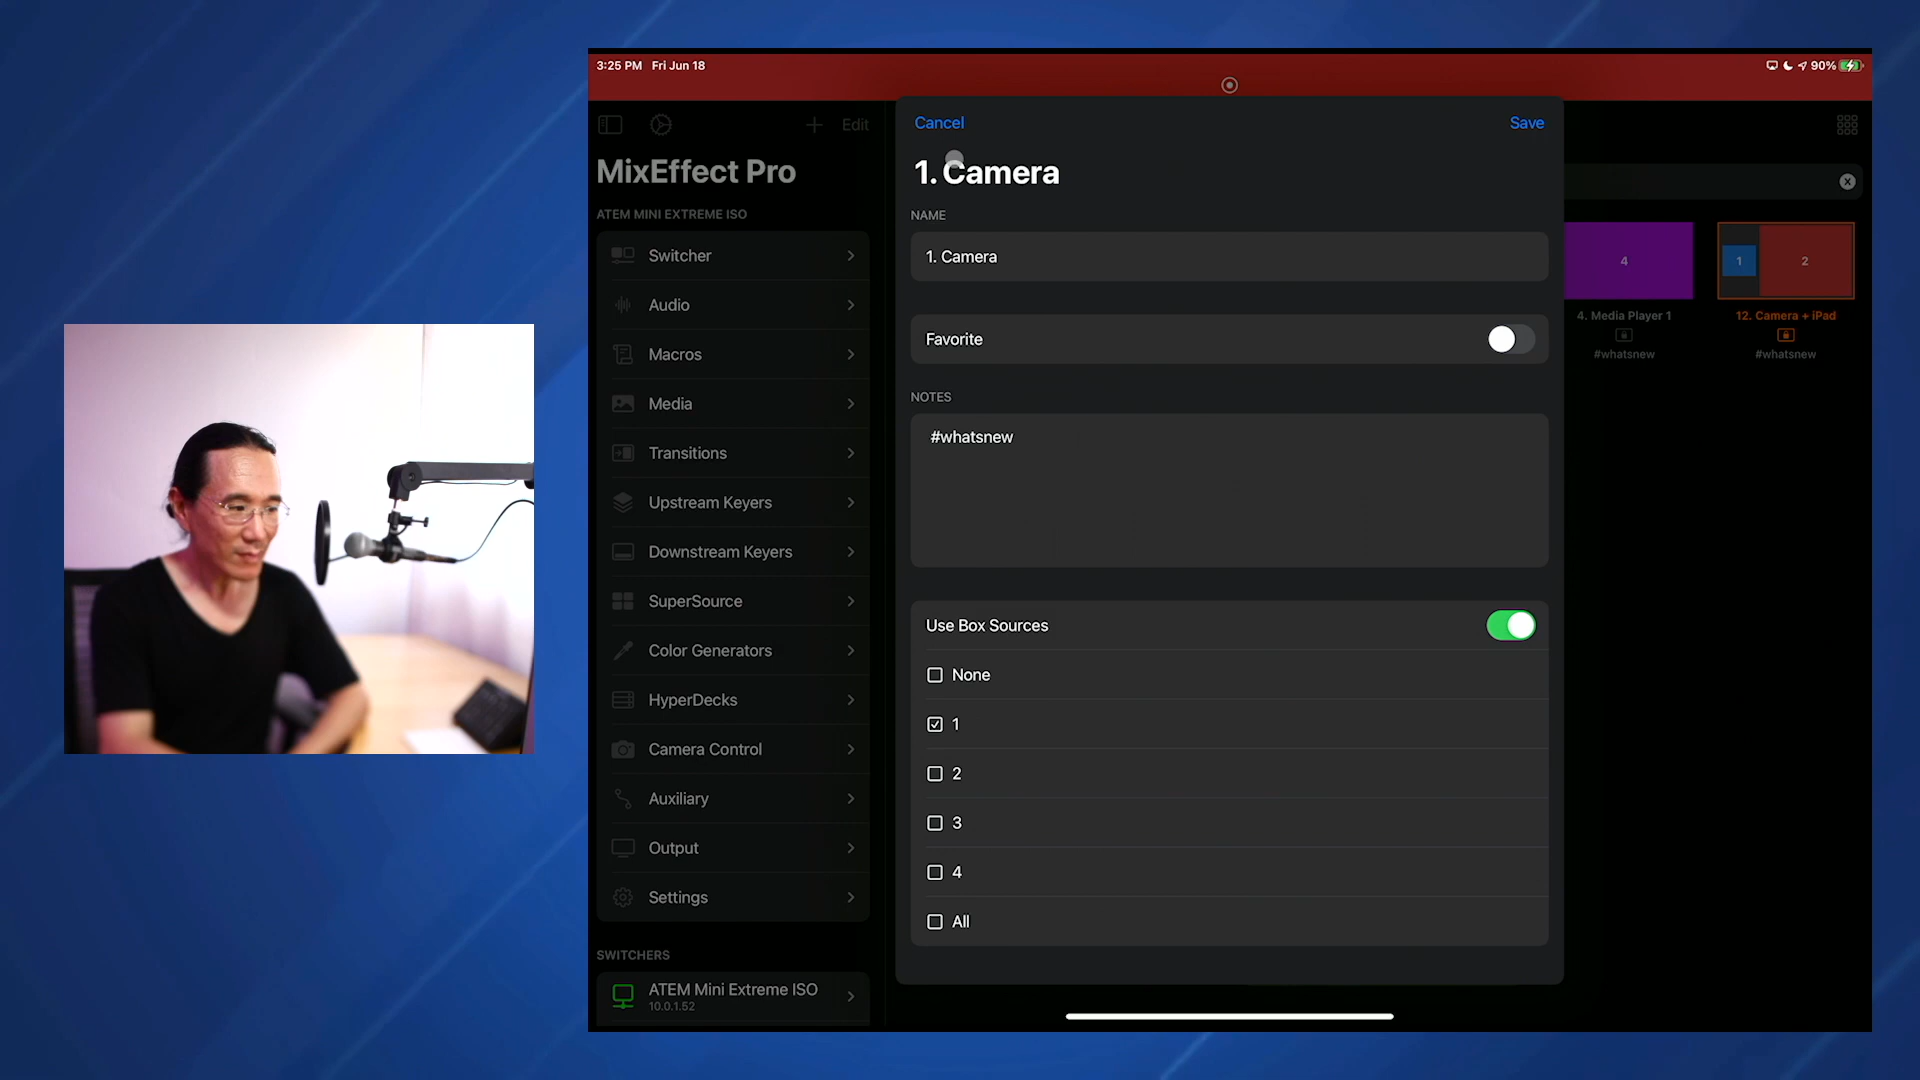 3:25 PM Fri Jun 18
90%
Edit
MixEffect Pro
ATEM MINI EXTREME ISO
Switcher
Audio
Macros
Media
Transitions
Upstream Keyers
Downstream Keyers
SuperSource
Color Generators
HyperDecks
Camera Control
Auxiliary
Output
Settings
SWITCHERS
ATEM Mini Extreme ISO
10.0.1.52
Cancel
Save
1. Camera
NAME
1. Camera
Favorite
NOTES
#whatsnew
Use Box Sources
None
1
2
3
4
All
4
4. Media Player 1
#whatsnew
1 2
12. Camera + iPad
#whatsnew